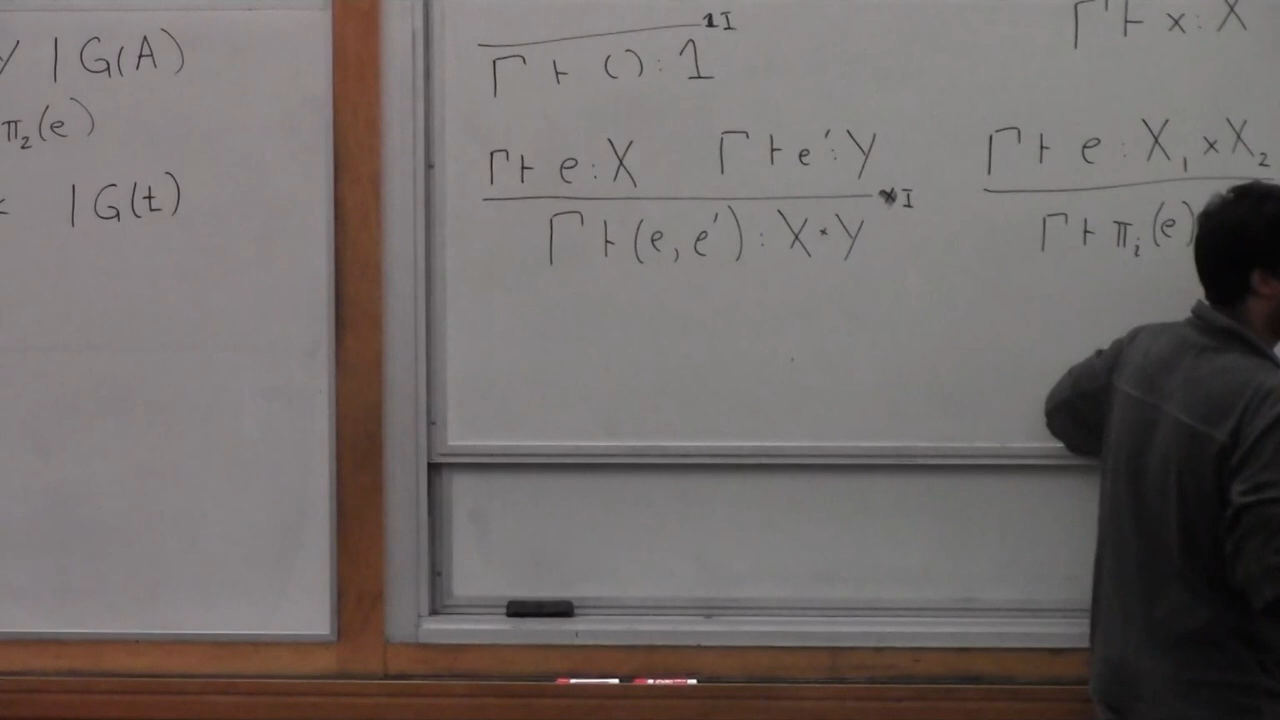 | G(A)
π₂(e)
| G(t)
1I
Γ ⊢ () : 1
Γ ⊢ x : X
Γ ⊢ e : X Γ ⊢ e' : Y
×I
Γ ⊢ (e, e') : X × Y
Γ ⊢ e : X₁ × X₂
Γ ⊢ πᵢ(e)